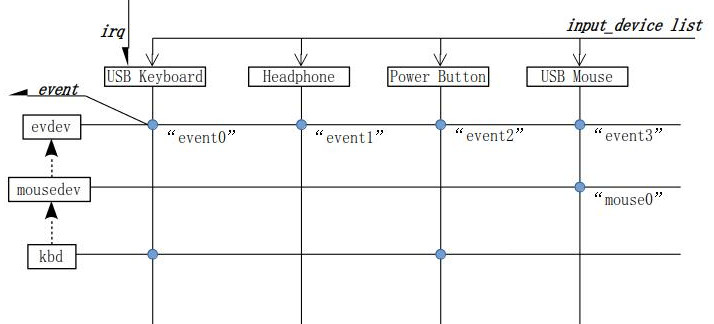 irq
input_device list
USB Keyboard
Headphone
Power Button
USB Mouse
event
evdev
“event0”
“event1”
“event2”
“event3”
mousedev
“mouse0”
kbd